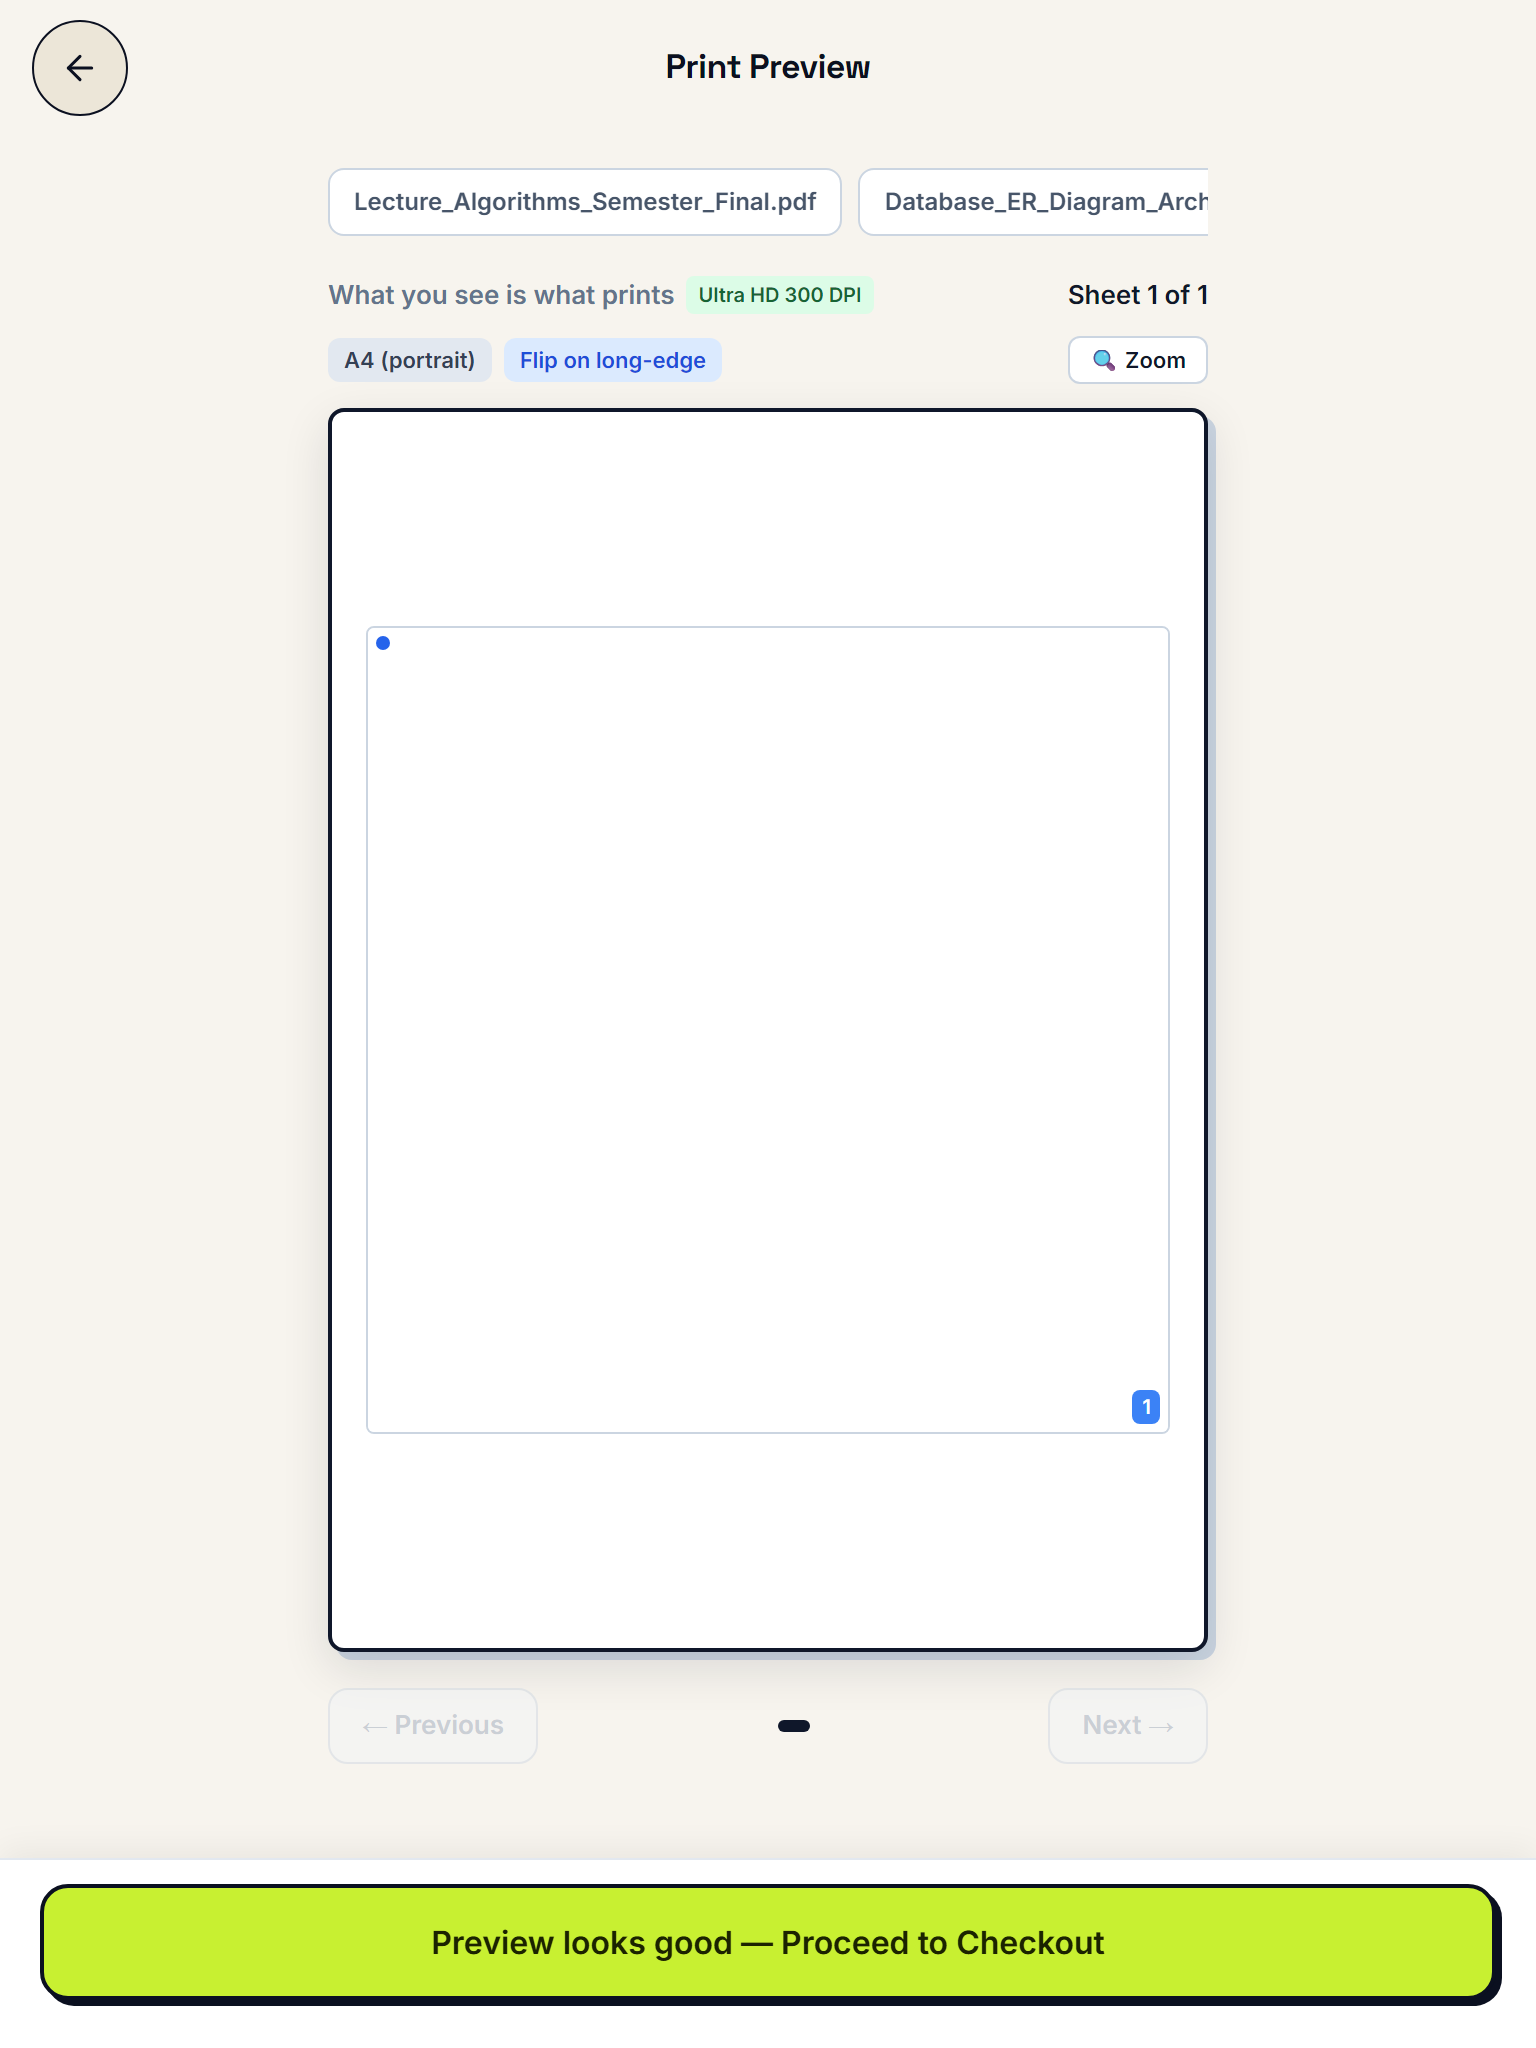 Print Preview
Lecture_Algorithms_Semester_Final.pdf
Database_ER_Diagram_Arch
What you see is what prints
Ultra HD 300 DPI
Sheet 1 of 1
A4 (portrait)
Flip on long-edge
🔍 Zoom
1
← Previous
Next →
Preview looks good — Proceed to Checkout